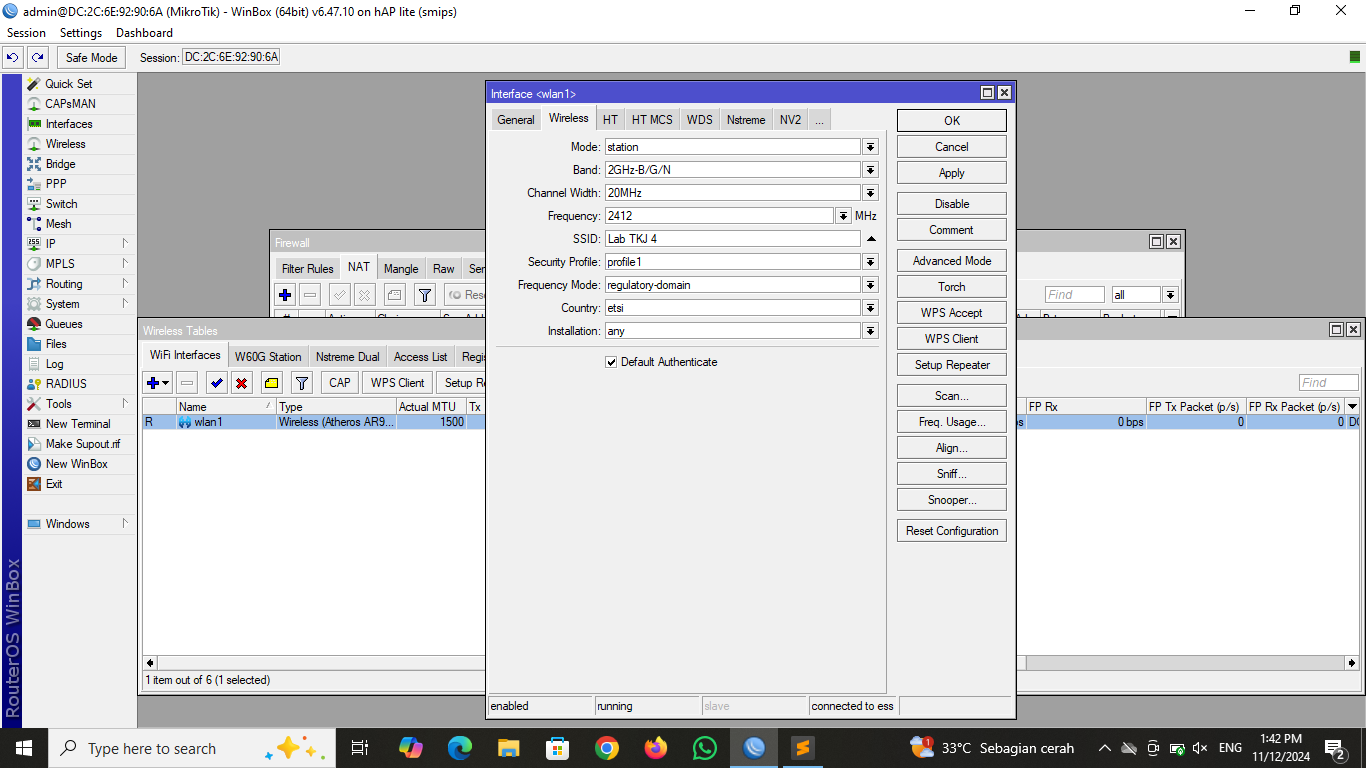 admin@DC:2C:6E:92:90:6A (MikroTik) - WinBox (64bit) v6.47.10 on hAP lite (smips)
Session Settings Dashboard
Safe Mode Session: DC:2C:6E:92:90:6A
Quick Set
CAPsMAN
Interfaces
Wireless
Bridge
PPP
Switch
Mesh
IP
MPLS
Routing
System
Queues
Files
Log
RADIUS
Tools
New Terminal
Make Supout.rif
New WinBox
Exit
Windows
RouterOS WinBox
Firewall
Filter Rules NAT Mangle Raw
Find all
Wireless Tables
WiFi Interfaces W60G Station Nstreme Dual Access List
CAP WPS Client
Find
Name / Type Actual MTU Tx FP Rx FP Tx Packet (p/s) FP Rx Packet (p/s)
R wlan1 Wireless (Atheros AR9... 1500 0 bps 0 0
1 item out of 6 (1 selected)
Interface <wlan1>
General Wireless HT HT MCS WDS Nstreme NV2 ...
Mode: station
Band: 2GHz-B/G/N
Channel Width: 20MHz
Frequency: 2412 MHz
SSID: Lab TKJ 4
Security Profile: profile1
Frequency Mode: regulatory-domain
Country: etsi
Installation: any
Default Authenticate
OK
Cancel
Apply
Disable
Comment
Advanced Mode
Torch
WPS Accept
WPS Client
Setup Repeater
Scan...
Freq. Usage...
Align...
Sniff...
Snooper...
Reset Configuration
enabled running slave connected to ess
Type here to search
33°C Sebagian cerah
ENG
1:42 PM
11/12/2024
1
2